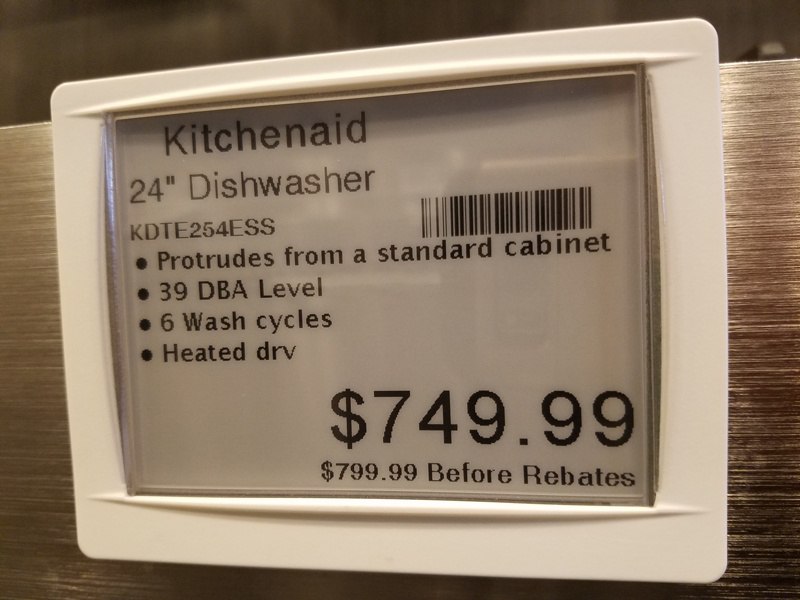 Kitchenaid
24" Dishwasher
KDTE254ESS
• Protrudes from a standard cabinet
• 39 DBA Level
• 6 Wash cycles
• Heated drv
$749.99
$799.99 Before Rebates